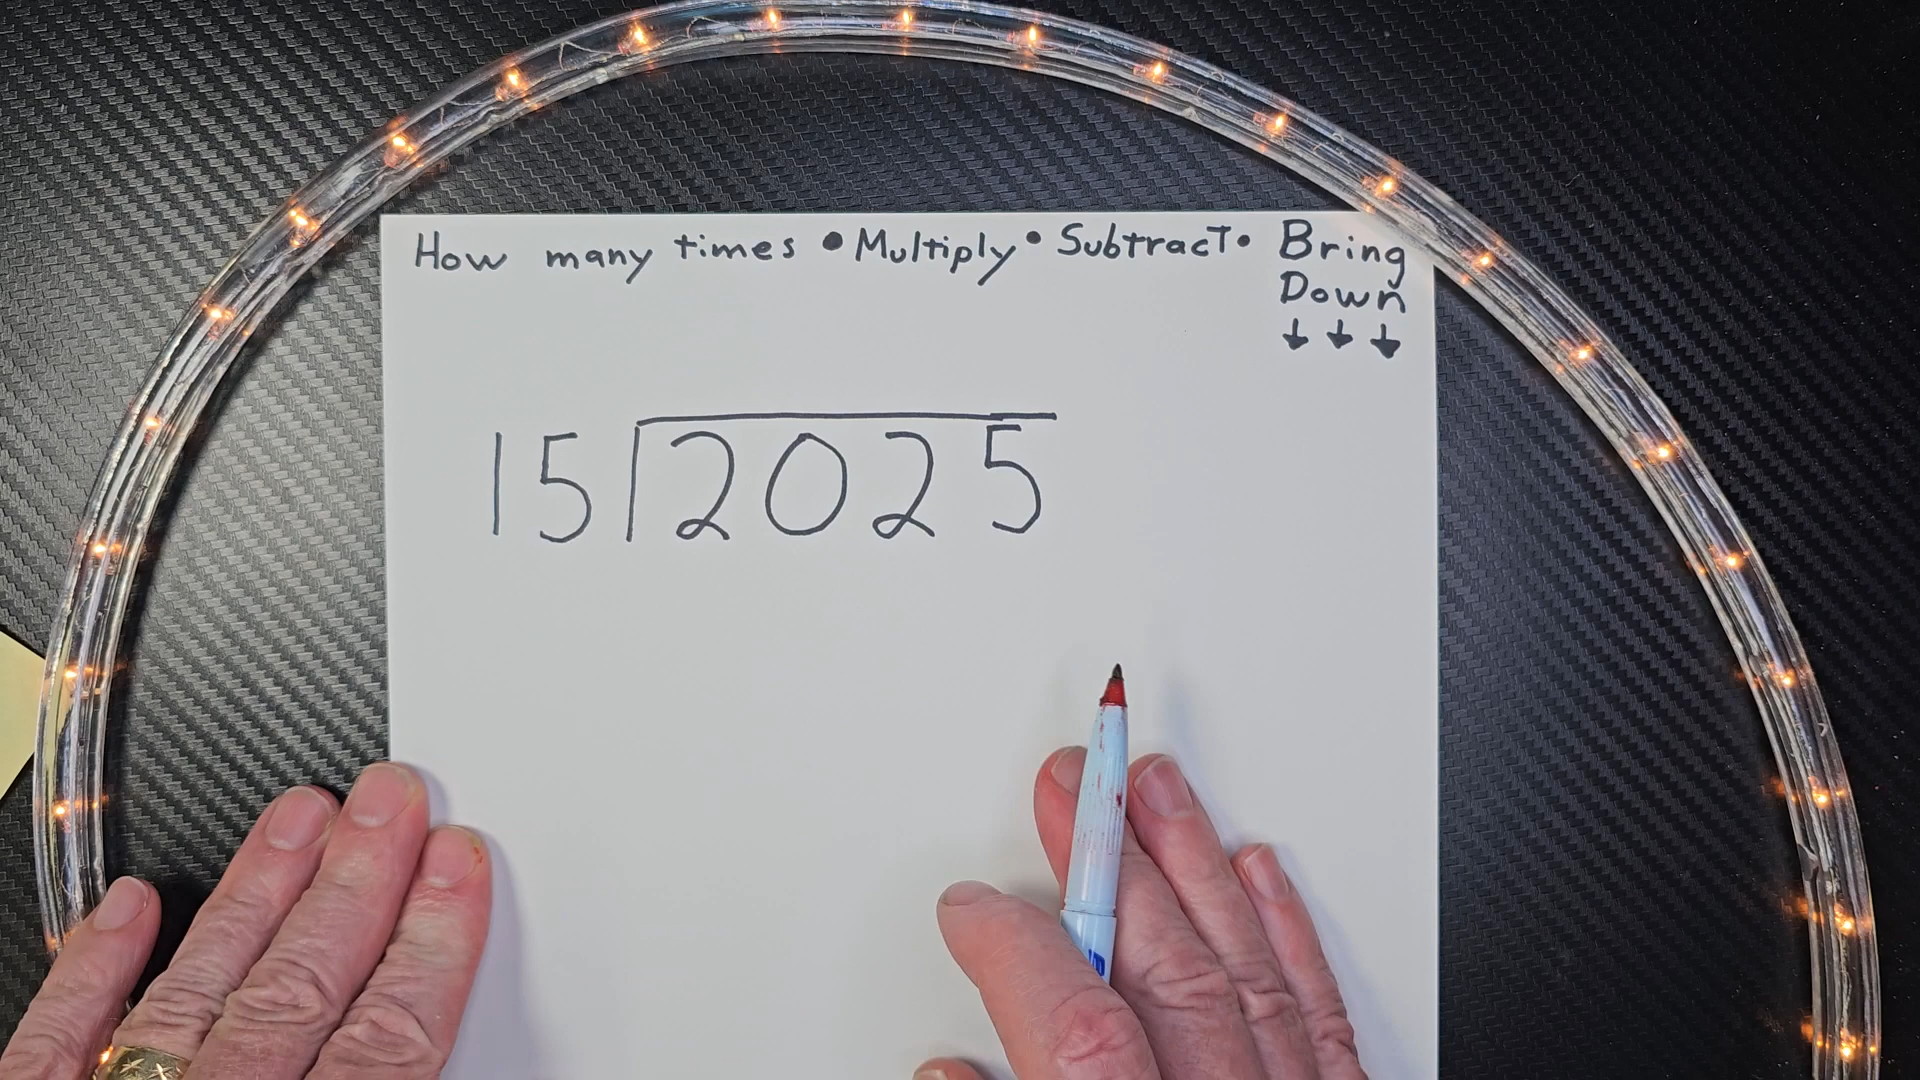 How many times • Multiply • Subtract • Bring
Down
↓ ↓ ↓
15 2025